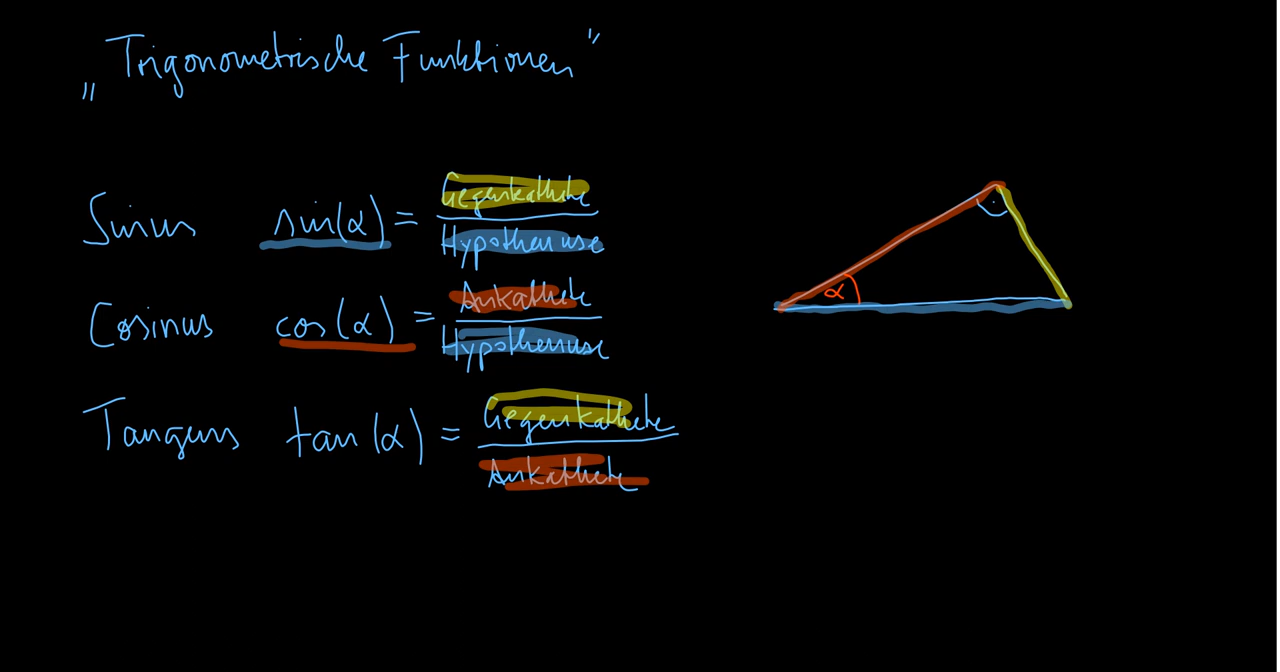 „Trigonometrische Funktionen"
Sinus sin(α) = Gegenkathete
Hypothenuse
Cosinus cos(α) = Ankathete
Hypothenuse
Tangens tan(α) = Gegenkathete
Ankathete
α